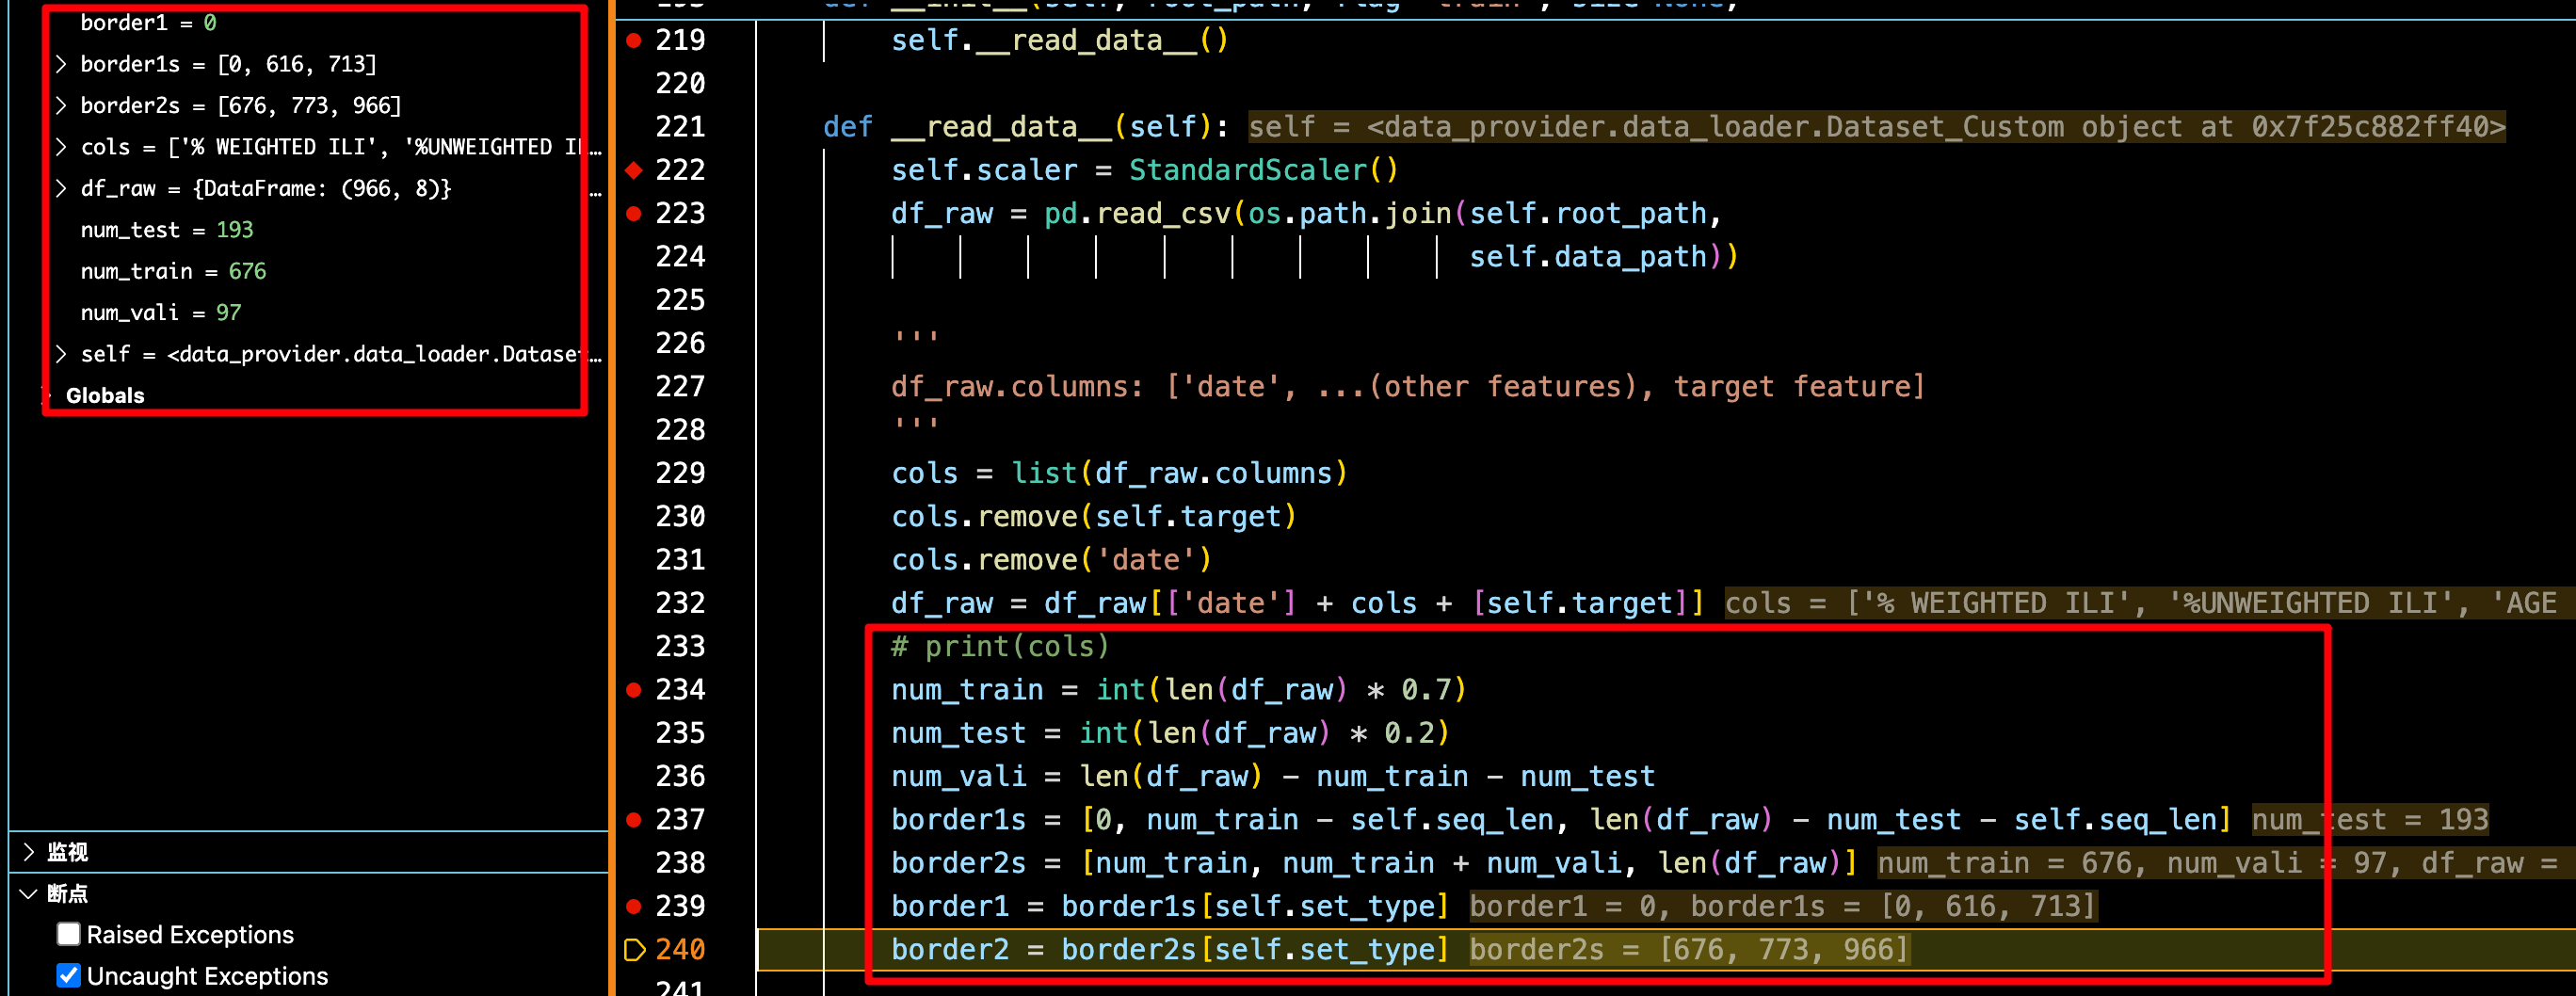 border1 = 0
border1s = [0, 616, 713]
border2s = [676, 773, 966]
cols = ['% WEIGHTED ILI', '%UNWEIGHTED IL...
df_raw = {DataFrame: (966, 8)} ...
num_test = 193
num_train = 676
num_vali = 97
self = <data_provider.data_loader.Dataset...
Globals
监视
断点
Raised Exceptions
Uncaught Exceptions
219 self.__read_data__()
220
221 def __read_data__(self): self = <data_provider.data_loader.Dataset_Custom object at 0x7f25c882ff40>
222 self.scaler = StandardScaler()
223 df_raw = pd.read_csv(os.path.join(self.root_path,
224 self.data_path))
225
226 '''
227 df_raw.columns: ['date', ...(other features), target feature]
228 '''
229 cols = list(df_raw.columns)
230 cols.remove(self.target)
231 cols.remove('date')
232 df_raw = df_raw[['date'] + cols + [self.target]] cols = ['% WEIGHTED ILI', '%UNWEIGHTED ILI', 'AGE
233 # print(cols)
234 num_train = int(len(df_raw) * 0.7)
235 num_test = int(len(df_raw) * 0.2)
236 num_vali = len(df_raw) - num_train - num_test
237 border1s = [0, num_train - self.seq_len, len(df_raw) - num_test - self.seq_len] num_test = 193
238 border2s = [num_train, num_train + num_vali, len(df_raw)] num_train = 676, num_vali = 97, df_raw =
239 border1 = border1s[self.set_type] border1 = 0, border1s = [0, 616, 713]
240 border2 = border2s[self.set_type] border2s = [676, 773, 966]
241